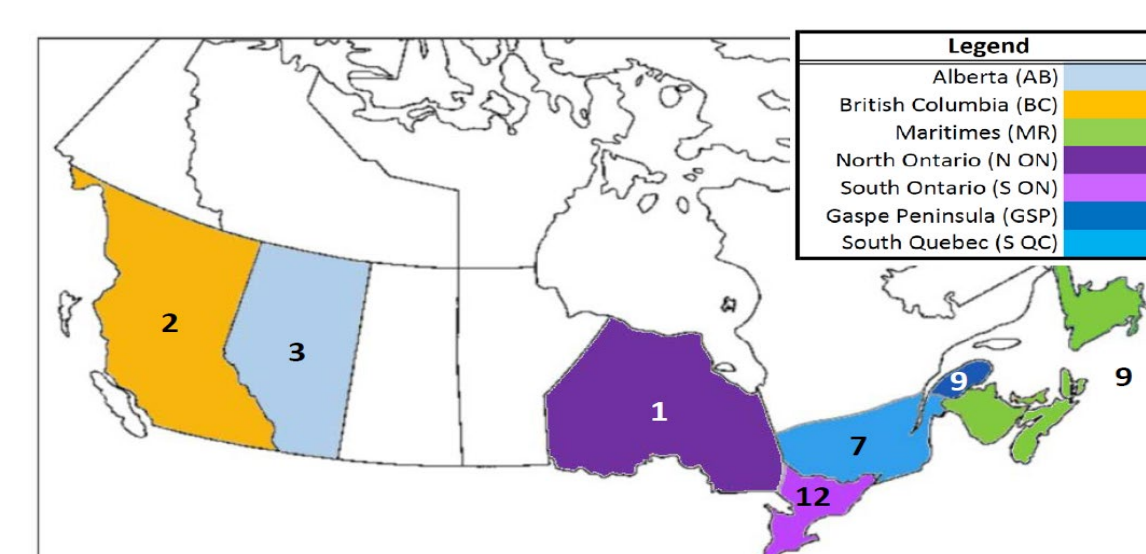 Legend
Alberta (AB)
British Columbia (BC)
Maritimes (MR)
North Ontario (N ON)
South Ontario (S ON)
Gaspe Peninsula (GSP)
South Quebec (S QC)
2
3
1
9
9
7
12